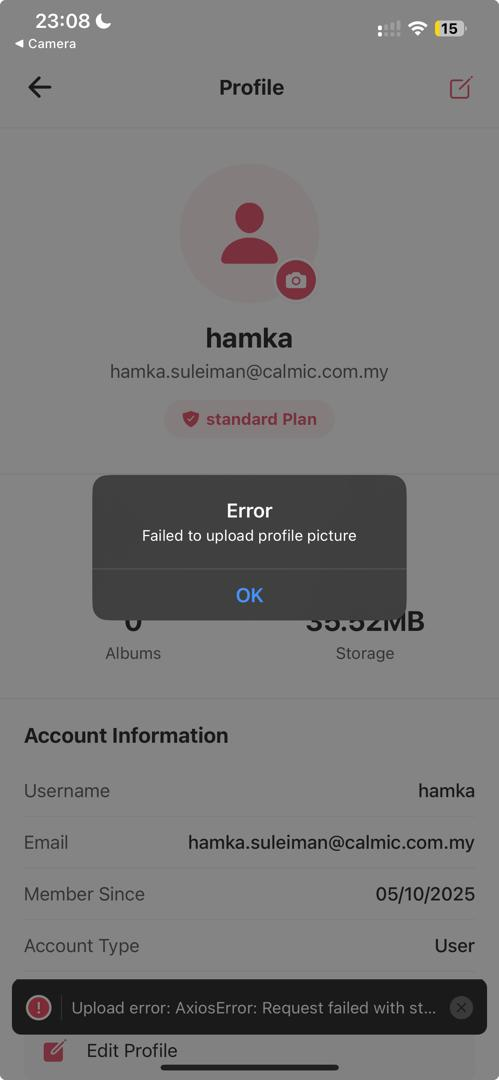 23:08
15
◀ Camera
Profile
hamka
hamka.suleiman@calmic.com.my
standard Plan
Error
Failed to upload profile picture
OK
0
35.52MB
Albums
Storage
Account Information
Username
hamka
Email
hamka.suleiman@calmic.com.my
Member Since
05/10/2025
Account Type
User
Upload error: AxiosError: Request failed with st...
Edit Profile